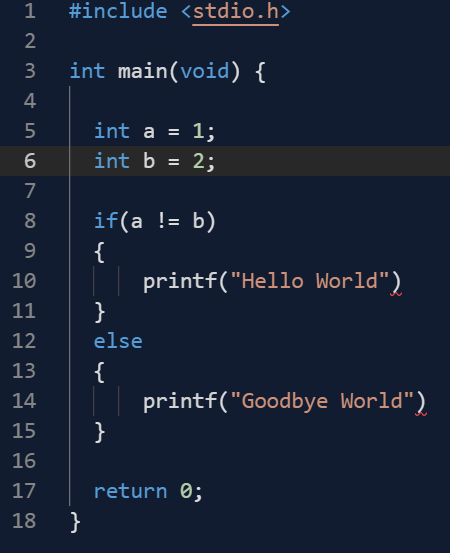 1 #include <stdio.h>
2
3 int main(void) {
4
5 int a = 1;
6 int b = 2;
7
8 if(a != b)
9 {
10 printf("Hello World")
11 }
12 else
13 {
14 printf("Goodbye World")
15 }
16
17 return 0;
18 }